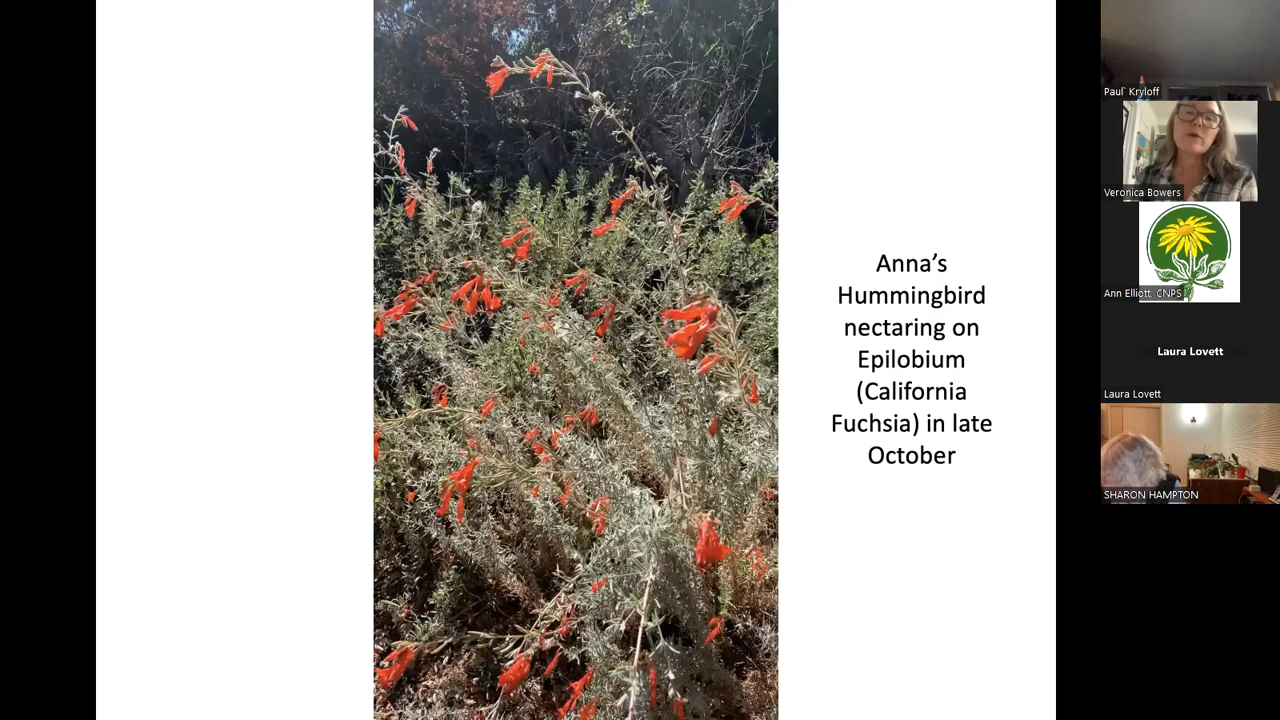 Anna’s
Hummingbird
nectaring on
Epilobium
(California
Fuchsia) in late
October
Paul` Kryloff
Veronica Bowers
Ann Elliott, CNPS
Laura Lovett
Laura Lovett
SHARON HAMPTON